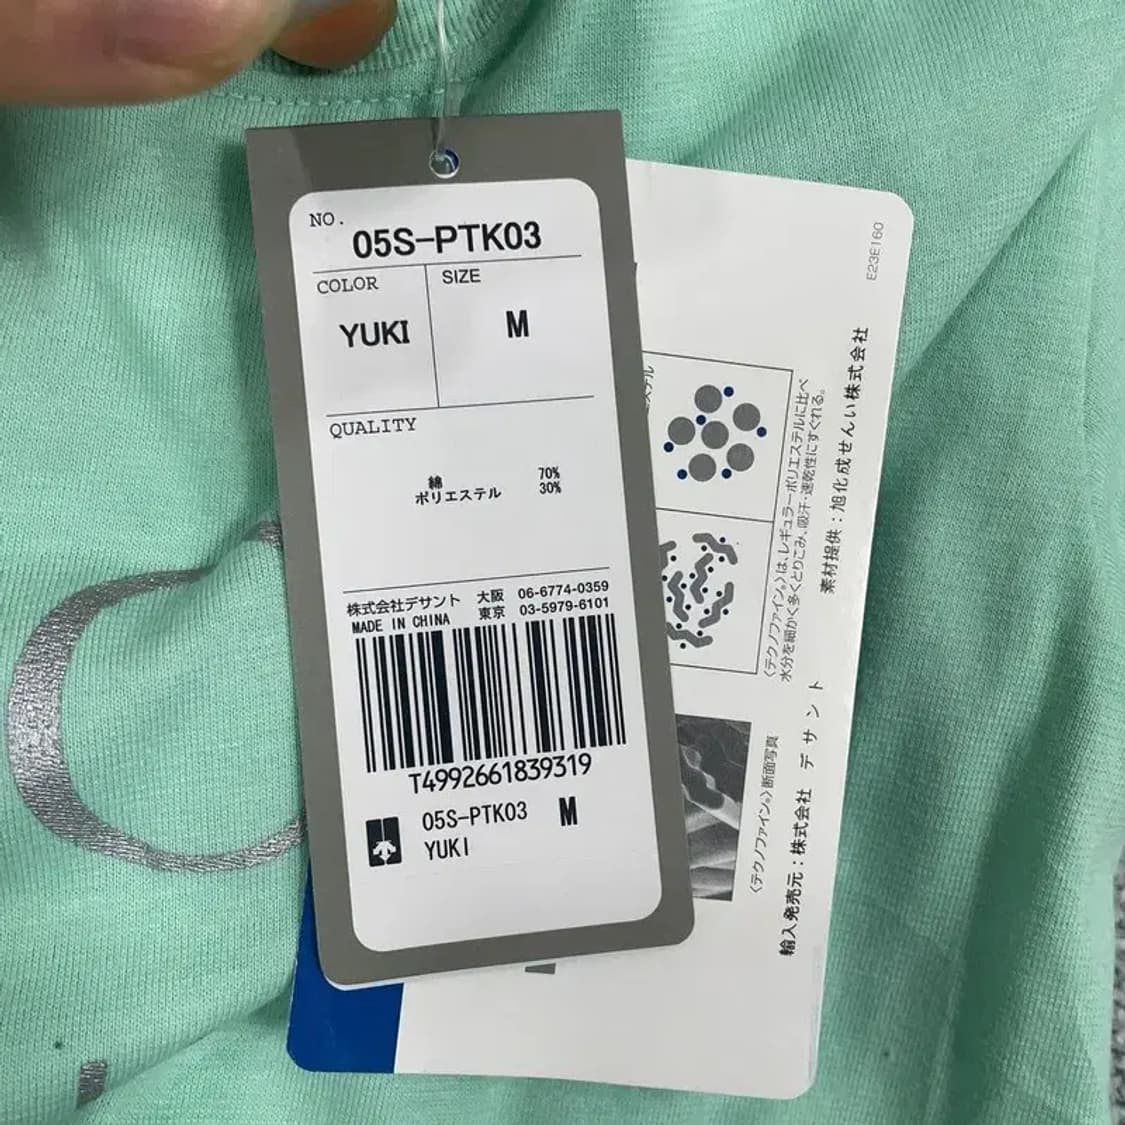 NO.
05S-PTK03
COLOR
SIZE
YUKI
M
QUALITY
綿 70%
ポリエステル 30%
株式会社デサント 大阪 06-6774-0359
MADE IN CHINA 東京 03-5979-6101
T4992661839319
05S-PTK03 M
YUKI
E23E160
〈テクノファイン®〉は、レギュラーポリエステルに比べ
水分を細かく多くとりこみ、吸汗・速乾性にすぐれる。
素材提供:旭化成せんい株式会社
〈テクノファイン®〉断面写真
輸入発売元:株式会社 デサント